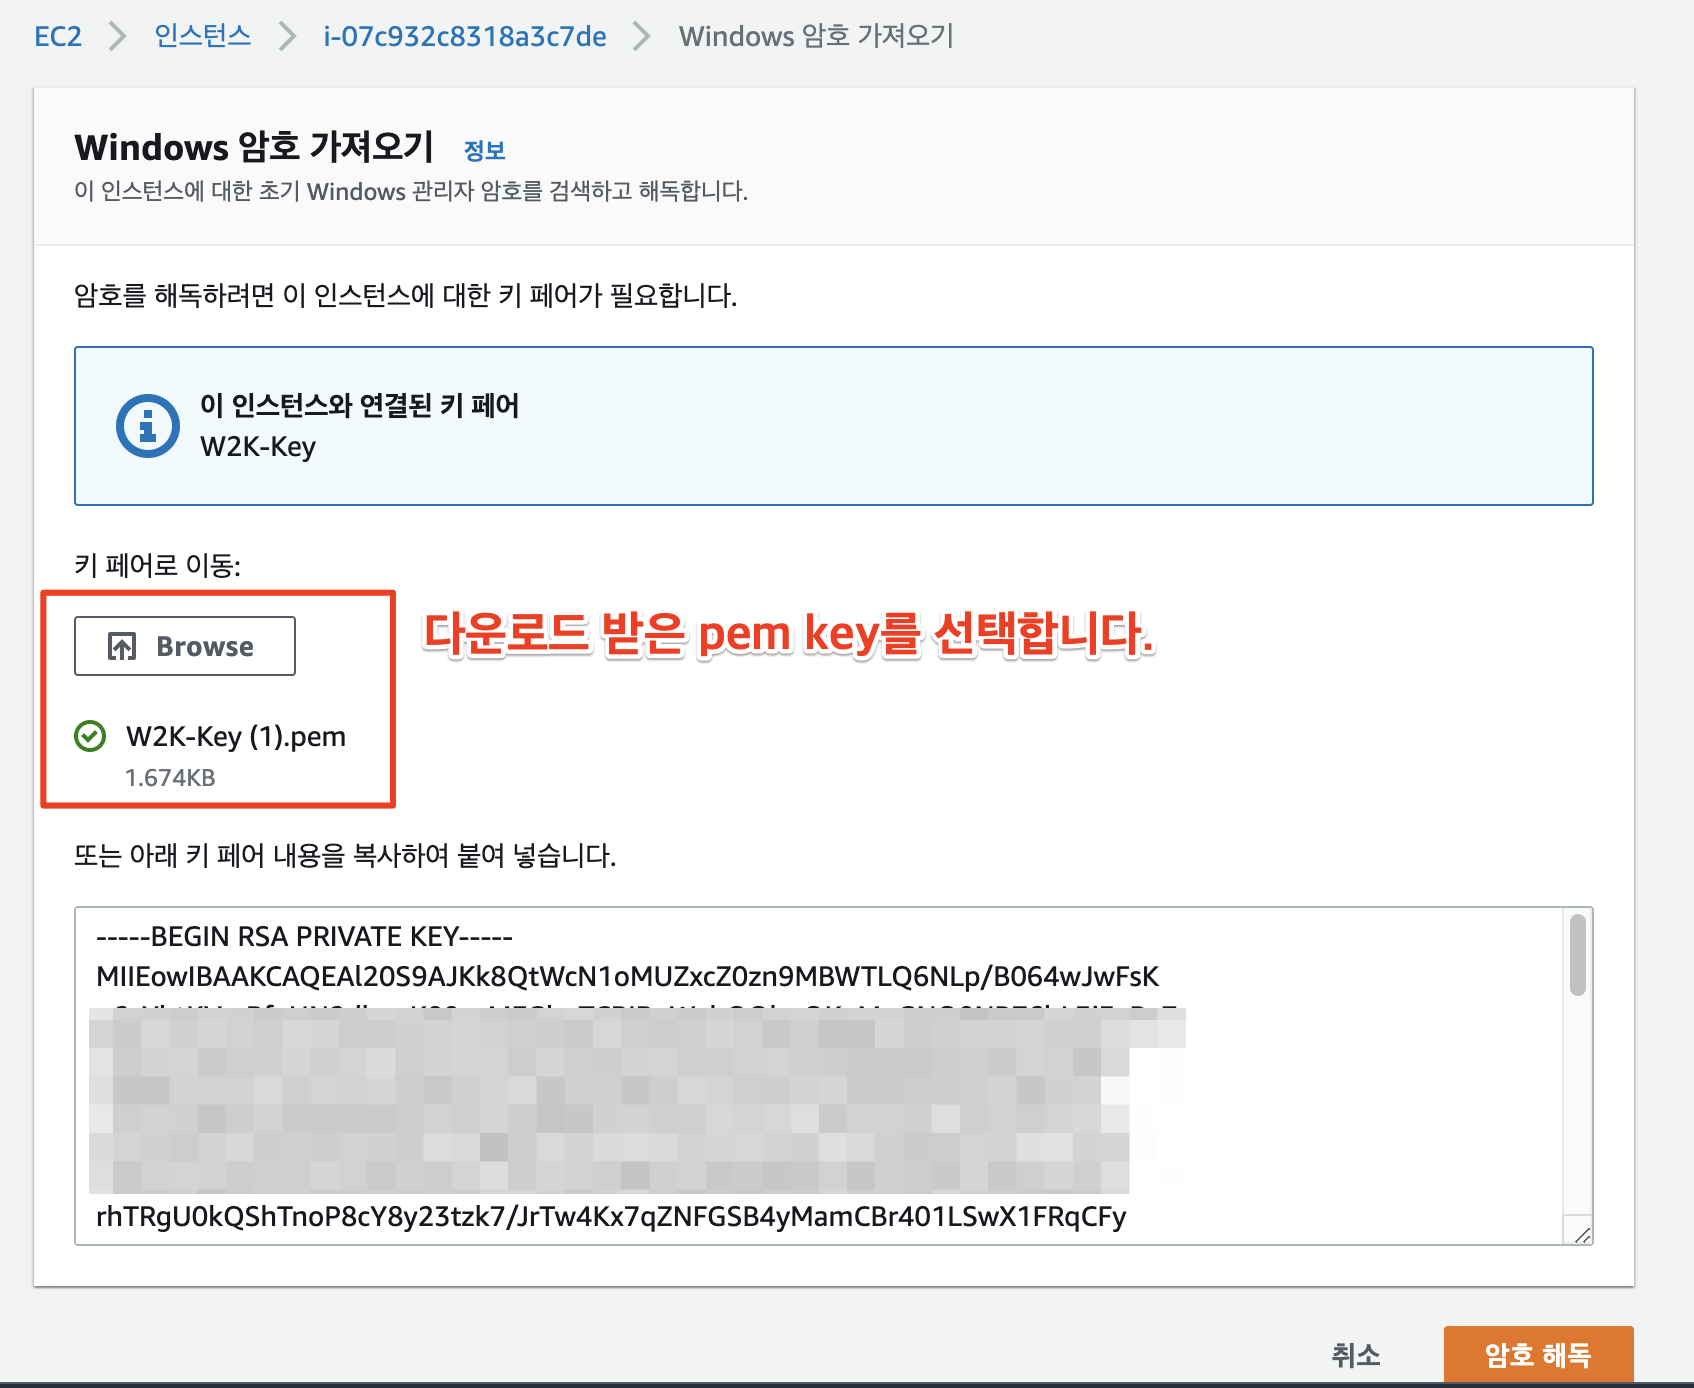 EC2 > 인스턴스 > i-07c932c8318a3c7de > Windows 암호 가져오기
Windows 암호 가져오기 정보
이 인스턴스에 대한 초기 Windows 관리자 암호를 검색하고 해독합니다.
암호를 해독하려면 이 인스턴스에 대한 키 페어가 필요합니다.
이 인스턴스와 연결된 키 페어
W2K-Key
키 페어로 이동:
Browse
다운로드 받은 pem key를 선택합니다.
W2K-Key (1).pem
1.674KB
또는 아래 키 페어 내용을 복사하여 붙여 넣습니다.
-----BEGIN RSA PRIVATE KEY-----
MIIEowIBAAKCAQEAl20S9AJKk8QtWcN1oMUZxcZ0zn9MBWTLQ6NLp/B064wJwFsK
rhTRgU0kQShTnoP8cY8y23tzk7/JrTw4Kx7qZNFGSB4yMamCBr401LSwX1FRqCFy
취소
암호 해독